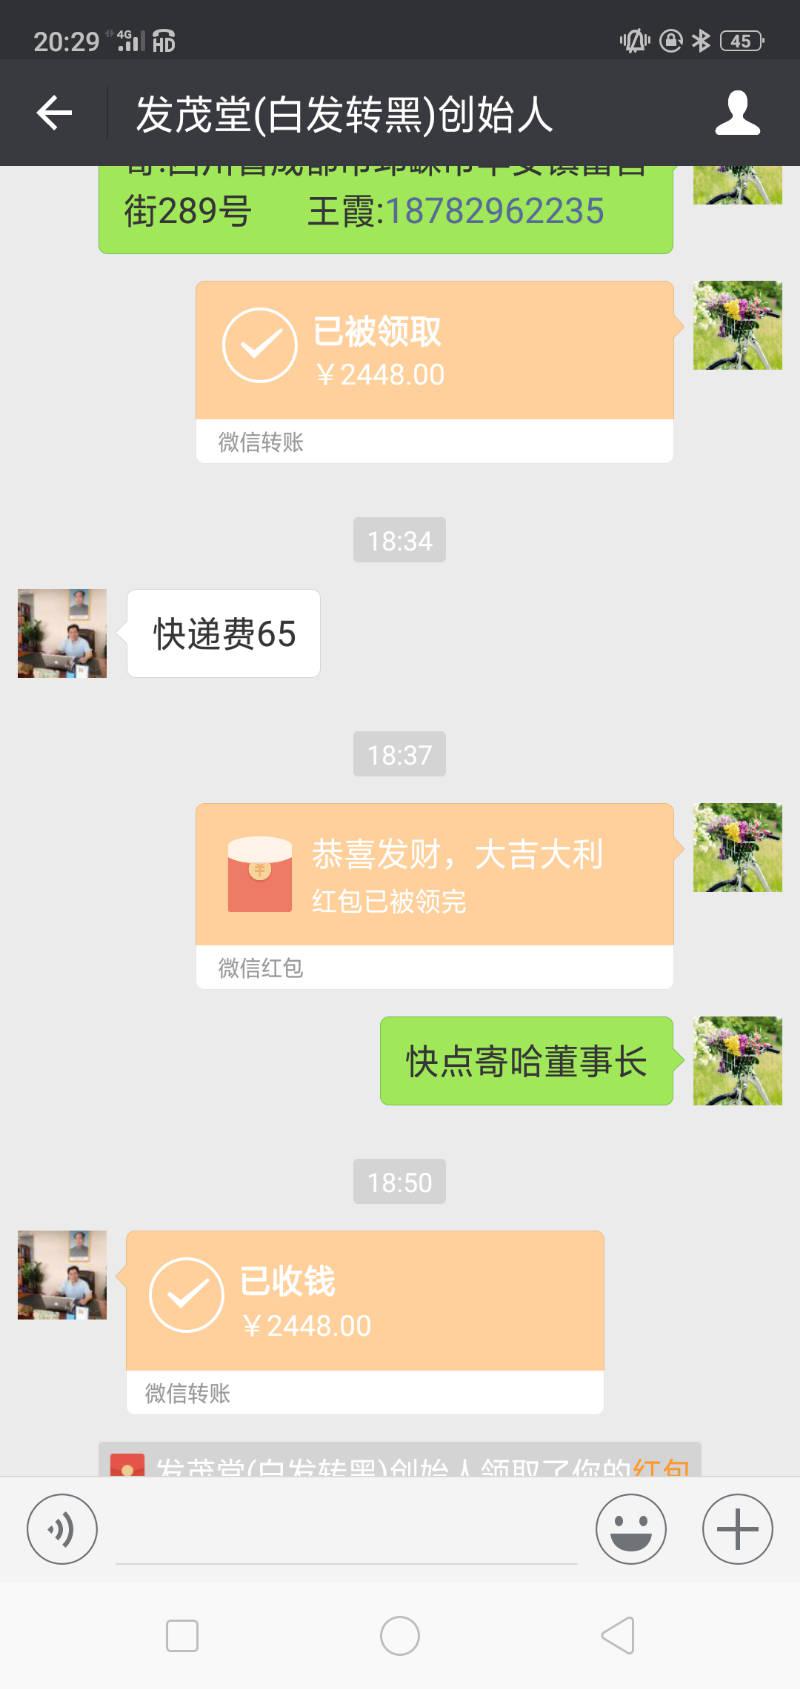 20:29
4G
HD
45
发茂堂(白发转黑)创始人
街289号 王霞:18782962235
已被领取
￥2448.00
微信转账
18:34
快递费65
18:37
恭喜发财，大吉大利
红包已被领完
微信红包
快点寄哈董事长
18:50
已收钱
￥2448.00
微信转账
发茂堂(白发转黑)创始人领取了你的红包